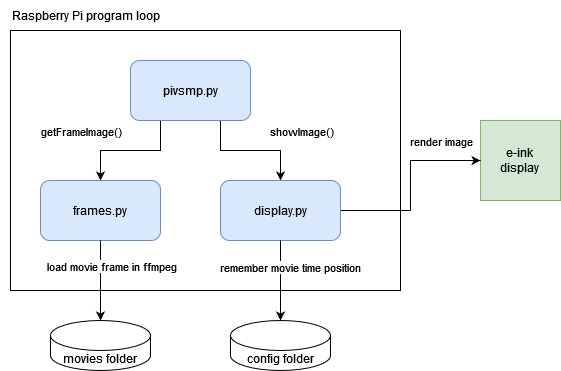 Raspberry Pi program loop
pivsmp.py
getFrameImage()
showImage()
render image
e-ink
display
frames.py
display.py
load movie frame in ffmpeg
remember movie time position
movies folder
config folder